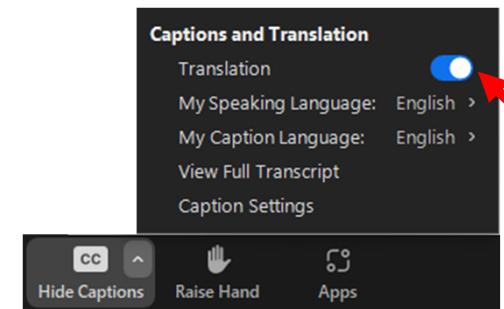 Captions and Translation
Translation
My Speaking Language: English >
My Caption Language: English >
View Full Transcript
Caption Settings
CC
Hide Captions Raise Hand Apps